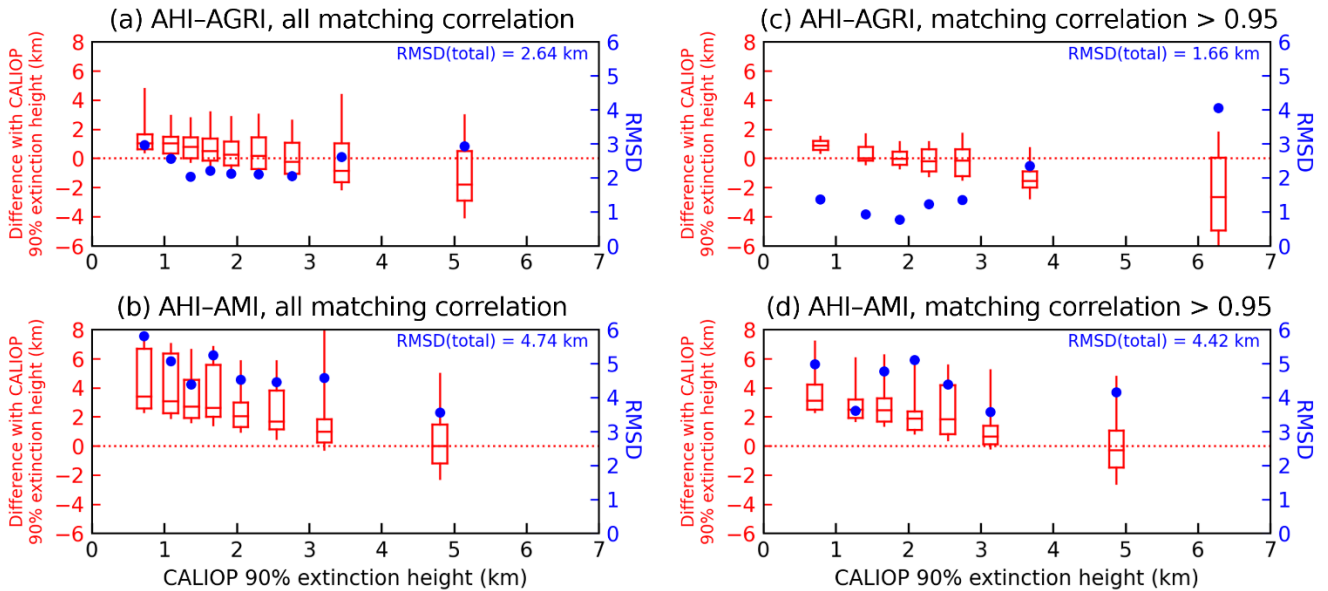 (a) AHI–AGRI, all matching correlation
RMSD(total) = 2.64 km
Difference with CALIOP
90% extinction height (km)
8
6
4
2
0
−2
−4
−6
0 1 2 3 4 5 6 7
6
5
4
3
2
1
0
RMSD
(c) AHI–AGRI, matching correlation > 0.95
RMSD(total) = 1.66 km
Difference with CALIOP
90% extinction height (km)
8
6
4
2
0
−2
−4
−6
0 1 2 3 4 5 6 7
6
5
4
3
2
1
0
RMSD
(b) AHI–AMI, all matching correlation
RMSD(total) = 4.74 km
Difference with CALIOP
90% extinction height (km)
8
6
4
2
0
−2
−4
−6
0 1 2 3 4 5 6 7
CALIOP 90% extinction height (km)
6
5
4
3
2
1
0
RMSD
(d) AHI–AMI, matching correlation > 0.95
RMSD(total) = 4.42 km
Difference with CALIOP
90% extinction height (km)
8
6
4
2
0
−2
−4
−6
0 1 2 3 4 5 6 7
CALIOP 90% extinction height (km)
6
5
4
3
2
1
0
RMSD